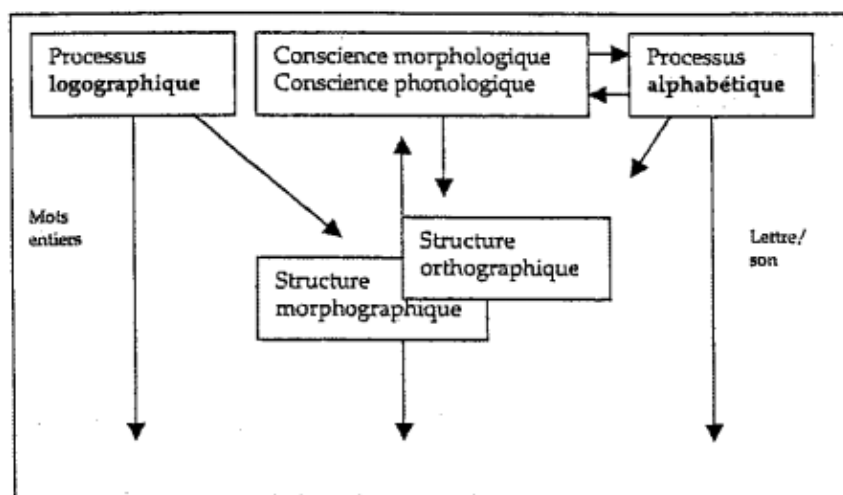 Processus
logographique
Conscience morphologique
Conscience phonologique
Processus
alphabétique
Mots
entiers
Structure
orthographique
Structure
morphographique
Lettre/
son